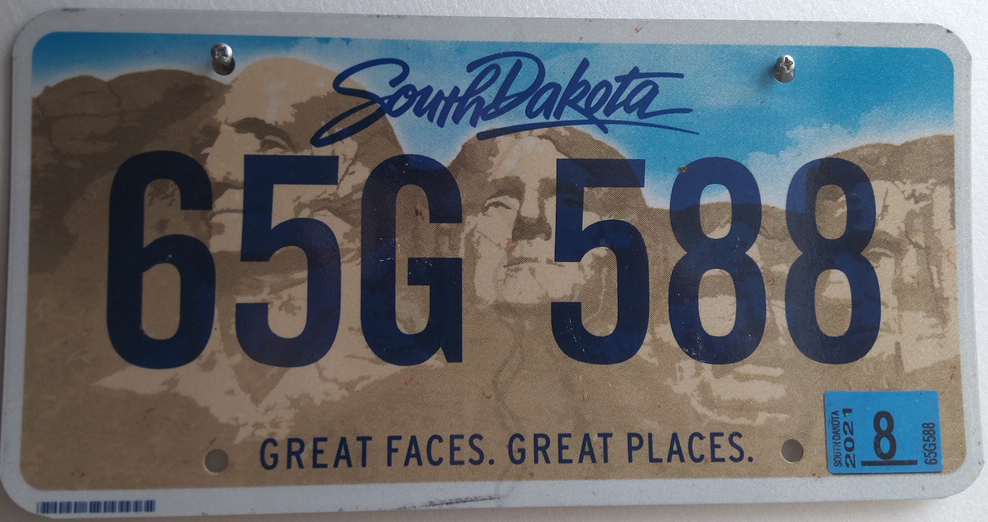 South Dakota
65G 588
GREAT FACES. GREAT PLACES.
SOUTH DAKOTA
2021
8
65G588